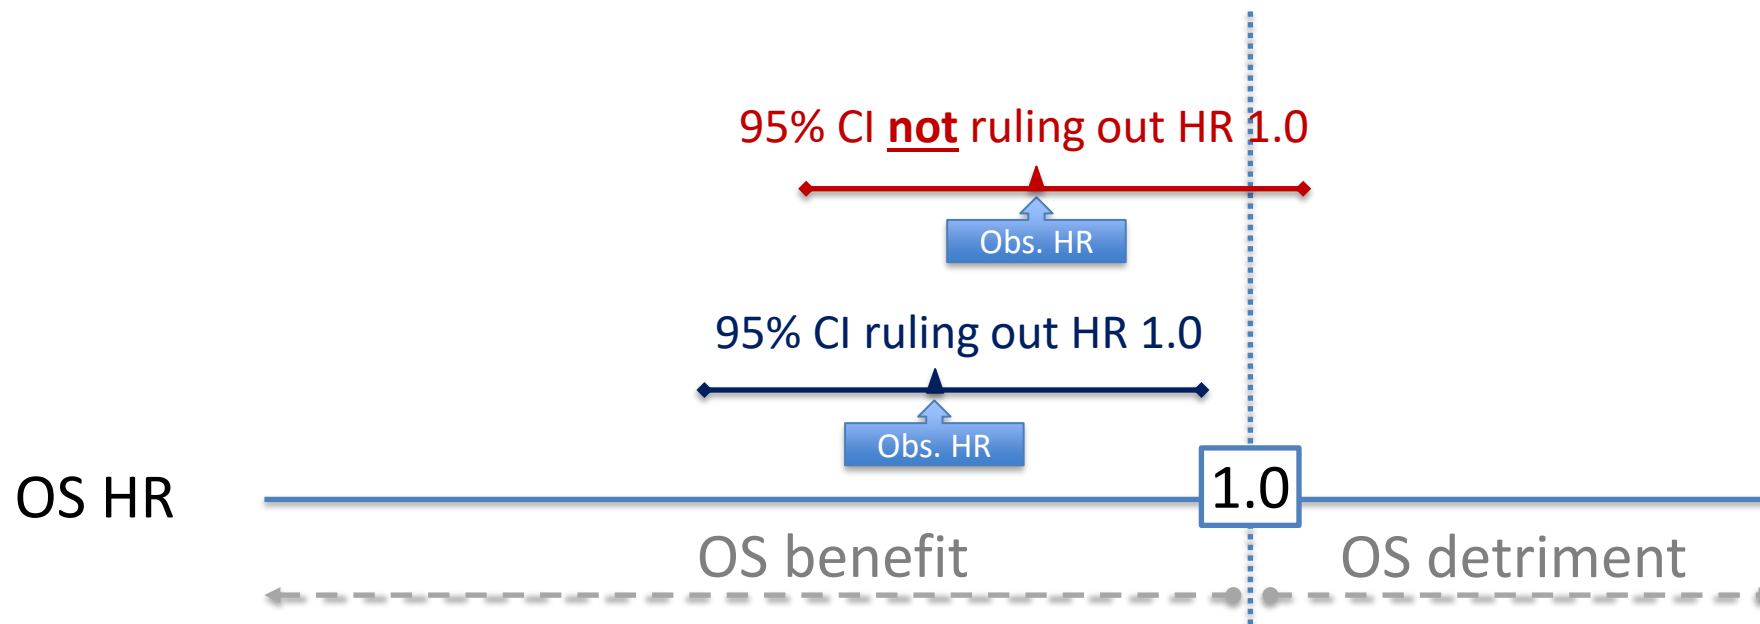 95% CI not ruling out HR 1.0
Obs. HR
95% CI ruling out HR 1.0
Obs. HR
OS HR
1.0
OS benefit
OS detriment